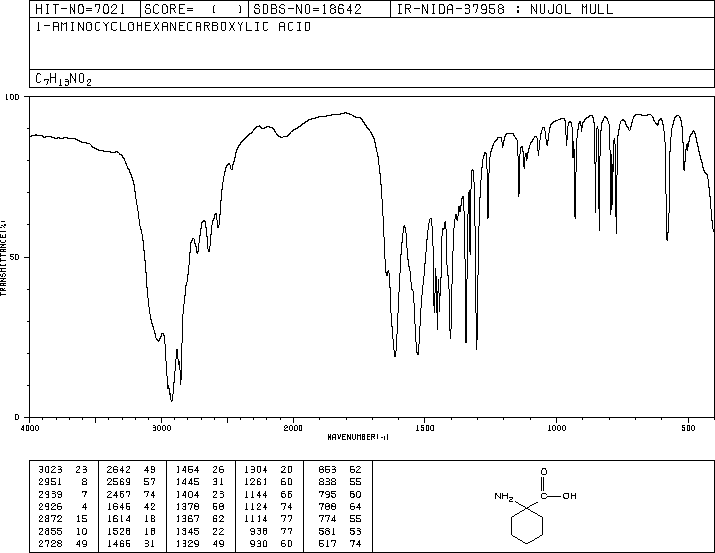 HIT-NO=7021 SCORE= ( ) SDBS-NO=18642 IR-NIDA-37958 : NUJOL MULL
1-AMINOCYCLOHEXANECARBOXYLIC ACID
C7H13NO2
100
TRANSMITTANCE(%)
50
0
4000 3000 2000 1500 1000 500
WAVENUMBER(-1)
3023 23 2642 49 1454 26 1304 20 853 62
2951 8 2569 57 1445 31 1261 60 838 55
2939 7 2467 74 1404 23 1144 66 795 60
2926 4 1646 42 1378 58 1124 74 788 64
2872 15 1614 18 1367 62 1114 77 774 55
2855 10 1528 18 1345 22 938 77 581 53
2728 49 1466 31 1329 49 930 60 517 74
O
NH2 C OH